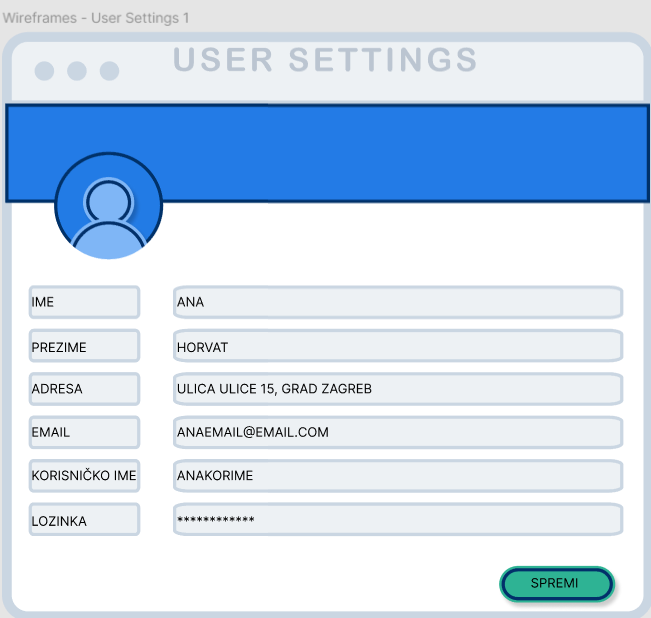 Wireframes - User Settings 1
USER SETTINGS
IME
ANA
PREZIME
HORVAT
ADRESA
ULICA ULICE 15, GRAD ZAGREB
EMAIL
ANAEMAIL@EMAIL.COM
KORISNIČKO IME
ANAKORIME
LOZINKA
************
SPREMI